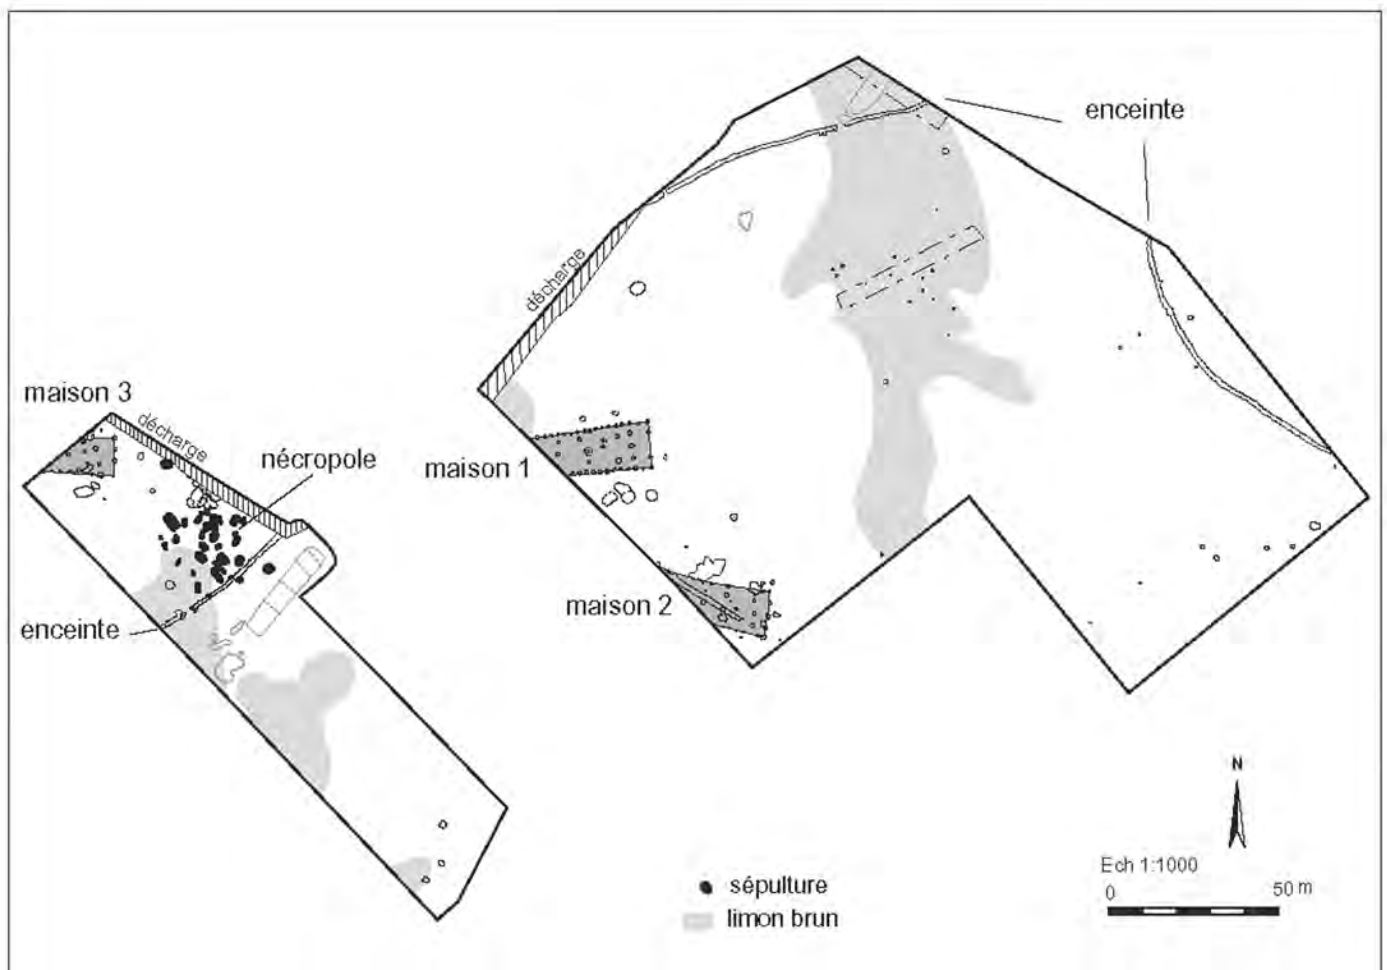 enceinte
décharge
maison 3
décharge
nécropole
maison 1
maison 2
enceinte
N
Ech 1:1000
0 50 m
sépulture
limon brun